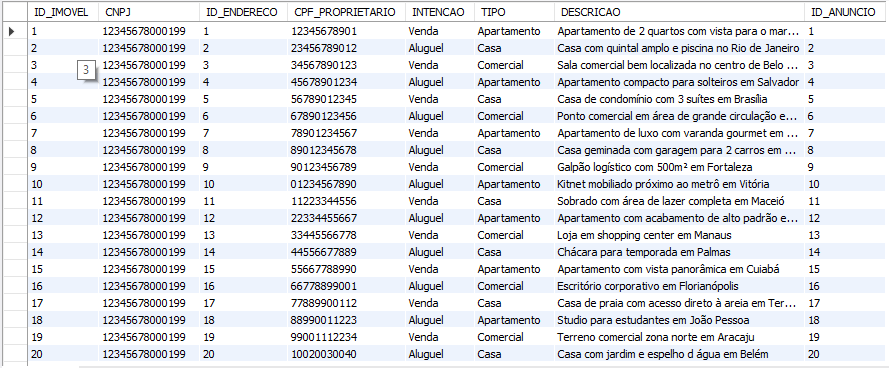 ID_IMOVEL CNPJ ID_ENDERECO CPF_PROPRIETARIO INTENCAO TIPO DESCRICAO ID_ANUNCIO
1 12345678000199 1 12345678901 Venda Apartamento Apartamento de 2 quartos com vista para o mar... 1
2 12345678000199 2 23456789012 Aluguel Casa Casa com quintal amplo e piscina no Rio de Janeiro 2
3 12345678000199 3 34567890123 Venda Comercial Sala comercial bem localizada no centro de Belo ... 3
3
4 12345678000199 4 45678901234 Aluguel Apartamento Apartamento compacto para solteiros em Salvador 4
5 12345678000199 5 56789012345 Venda Casa Casa de condomínio com 3 suítes em Brasília 5
6 12345678000199 6 67890123456 Aluguel Comercial Ponto comercial em área de grande circulação e... 6
7 12345678000199 7 78901234567 Venda Apartamento Apartamento de luxo com varanda gourmet em ... 7
8 12345678000199 8 89012345678 Aluguel Casa Casa geminada com garagem para 2 carros em ... 8
9 12345678000199 9 90123456789 Venda Comercial Galpão logístico com 500m² em Fortaleza 9
10 12345678000199 10 01234567890 Aluguel Apartamento Kitnet mobiliado próximo ao metrô em Vitória 10
11 12345678000199 11 11223344556 Venda Casa Sobrado com área de lazer completa em Maceió 11
12 12345678000199 12 22334455667 Aluguel Apartamento Apartamento com acabamento de alto padrão e... 12
13 12345678000199 13 33445566778 Venda Comercial Loja em shopping center em Manaus 13
14 12345678000199 14 44556677889 Aluguel Casa Chácara para temporada em Palmas 14
15 12345678000199 15 55667788990 Venda Apartamento Apartamento com vista panorâmica em Cuiabá 15
16 12345678000199 16 66778899001 Aluguel Comercial Escritório corporativo em Florianópolis 16
17 12345678000199 17 77889900112 Venda Casa Casa de praia com acesso direto à areia em Ter... 17
18 12345678000199 18 88990011223 Aluguel Apartamento Studio para estudantes em João Pessoa 18
19 12345678000199 19 99001112234 Venda Comercial Terreno comercial zona norte em Aracaju 19
20 12345678000199 20 10020030040 Aluguel Casa Casa com jardim e espelho d água em Belém 20